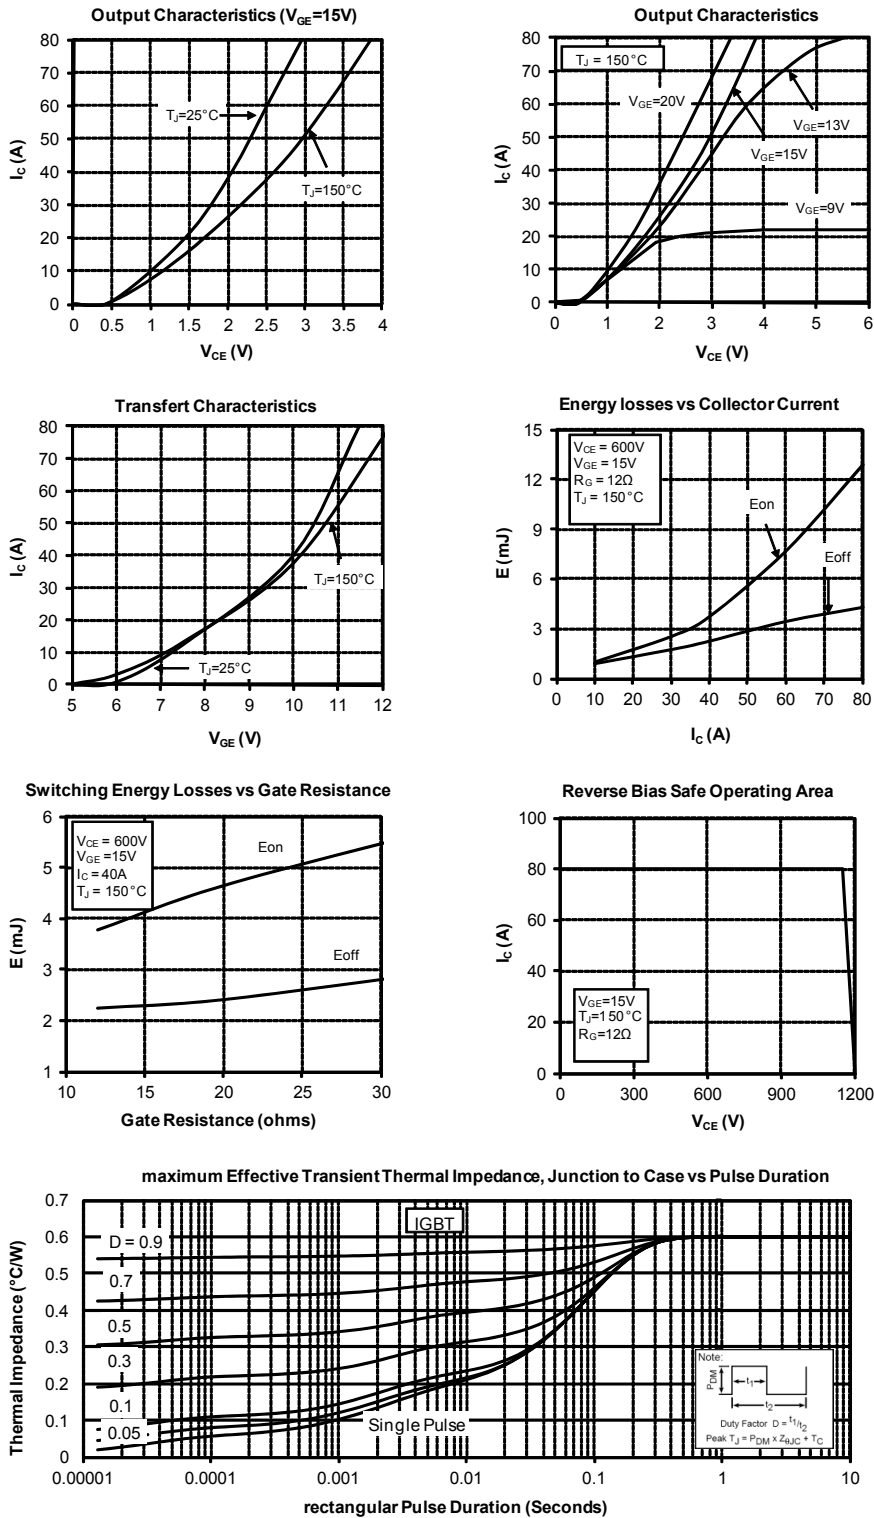 Output Characteristics (VGE=15V)
80
70
60
50
40
30
20
10
0
IC (A)
TJ=25°C
TJ=150°C
0 0.5 1 1.5 2 2.5 3 3.5 4
VCE (V)
Output Characteristics
80
70
60
50
40
30
20
10
0
IC (A)
TJ = 150°C
VGE=20V
VGE=13V
VGE=15V
VGE=9V
0 1 2 3 4 5 6
VCE (V)
Transfert Characteristics
80
70
60
50
40
30
20
10
0
IC (A)
TJ=150°C
TJ=25°C
5 6 7 8 9 10 11 12
VGE (V)
Energy losses vs Collector Current
15
12
9
6
3
0
E (mJ)
VCE = 600V
VGE = 15V
RG = 12Ω
TJ = 150°C
Eon
Eoff
0 10 20 30 40 50 60 70 80
IC (A)
Switching Energy Losses vs Gate Resistance
6
5
4
3
2
1
E (mJ)
VCE = 600V
VGE =15V
IC = 40A
TJ = 150°C
Eon
Eoff
10 15 20 25 30
Gate Resistance (ohms)
Reverse Bias Safe Operating Area
100
80
60
40
20
0
IC (A)
VGE=15V
TJ=150°C
RG=12Ω
0 300 600 900 1200
VCE (V)
maximum Effective Transient Thermal Impedance, Junction to Case vs Pulse Duration
0.7
0.6
0.5
0.4
0.3
0.2
0.1
0
Thermal Impedance (°C/W)
IGBT
D = 0.9
0.7
0.5
0.3
0.1
0.05
Single Pulse
Note:
PDM
t1
t2
Duty Factor D = t1/t2
Peak TJ = PDM x ZθJC + TC
0.00001 0.0001 0.001 0.01 0.1 1 10
rectangular Pulse Duration (Seconds)